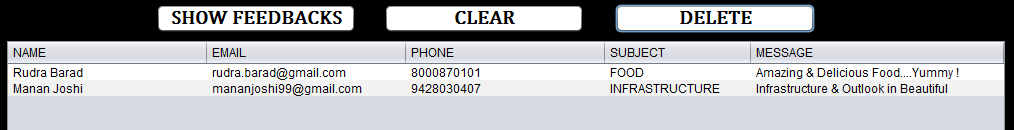 SHOW FEEDBACKS CLEAR DELETE
NAME EMAIL PHONE SUBJECT MESSAGE
Rudra Barad rudra.barad@gmail.com 8000870101 FOOD Amazing & Delicious Food....Yummy !
Manan Joshi mananjoshi99@gmail.com 9428030407 INFRASTRUCTURE Infrastructure & Outlook in Beautiful